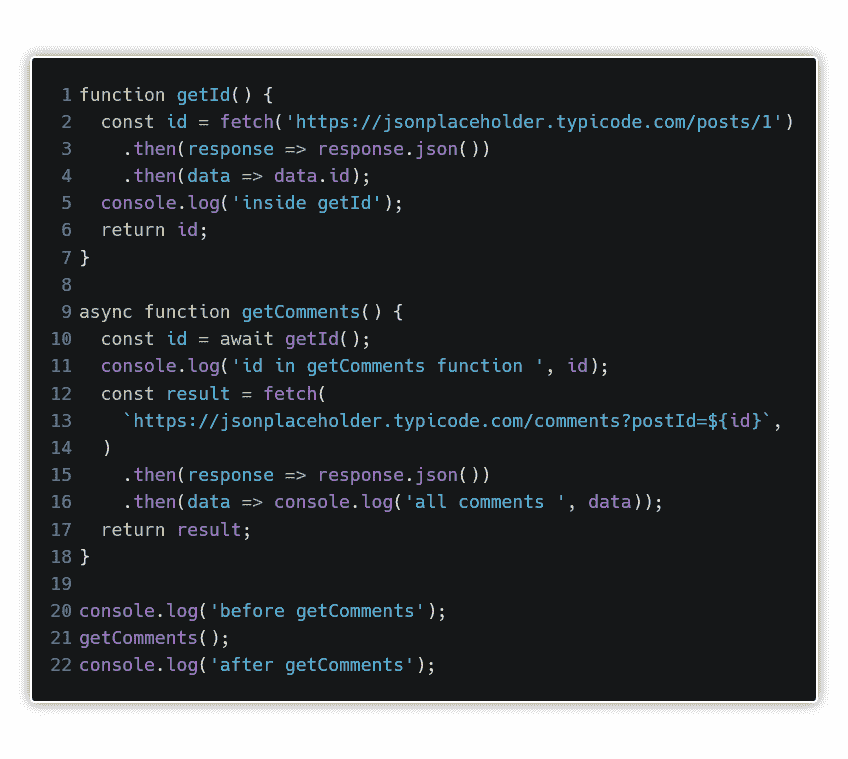 1 function getId() {
2   const id = fetch('https://jsonplaceholder.typicode.com/posts/1')
3     .then(response => response.json())
4     .then(data => data.id);
5   console.log('inside getId');
6   return id;
7 }
8
9 async function getComments() {
10   const id = await getId();
11   console.log('id in getComments function ', id);
12   const result = fetch(
13     `https://jsonplaceholder.typicode.com/comments?postId=${id}`,
14   )
15     .then(response => response.json())
16     .then(data => console.log('all comments ', data));
17   return result;
18 }
19
20 console.log('before getComments');
21 getComments();
22 console.log('after getComments');